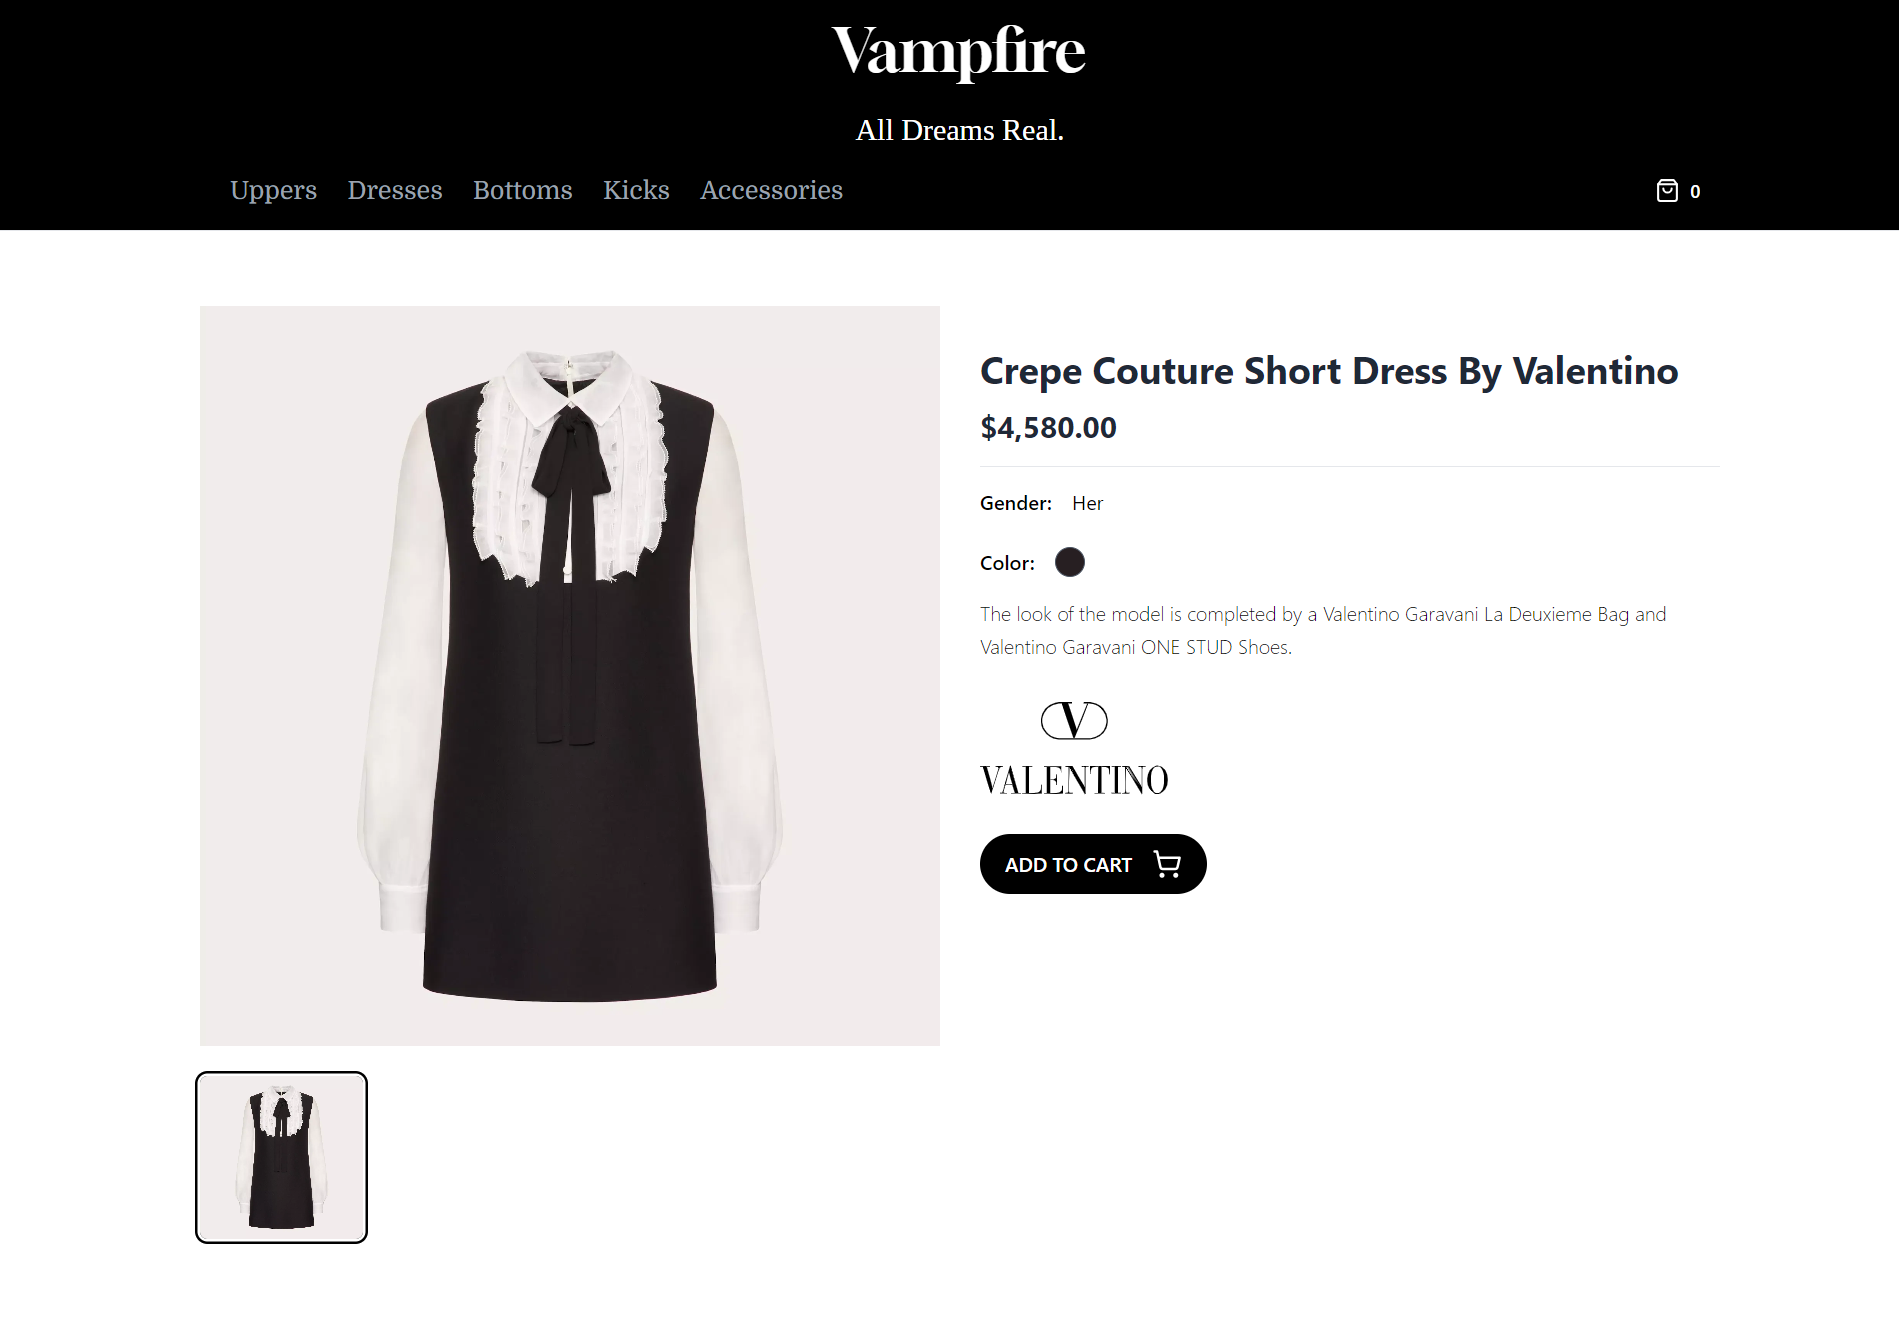 Vampfire
All Dreams Real.
Uppers Dresses Bottoms Kicks Accessories 0
Crepe Couture Short Dress By Valentino
$4,580.00
Gender: Her
Color:
The look of the model is completed by a Valentino Garavani La Deuxieme Bag and
Valentino Garavani ONE STUD Shoes.
V
VALENTINO
ADD TO CART